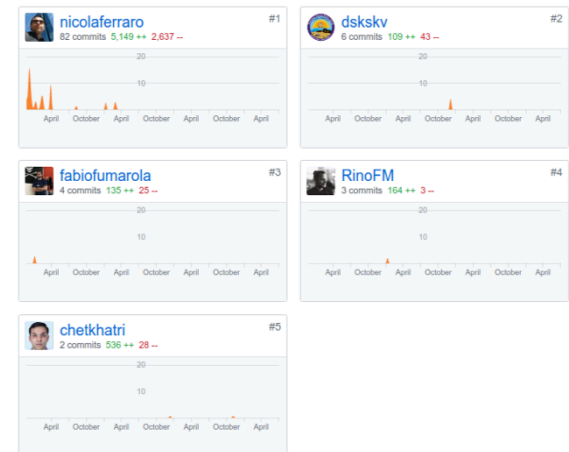 nicolaferraro #1
82 commits 5,149 ++ 2,637 --
20
10
April October April October April October April
dskskv #2
6 commits 109 ++ 43 --
20
10
April October April October April October April
fabiofumarola #3
4 commits 135 ++ 25 --
20
10
April October April October April October April
RinoFM #4
3 commits 164 ++ 3 --
20
10
April October April October April October April
chetkhatri #5
2 commits 536 ++ 28 --
20
10
April October April October April October April